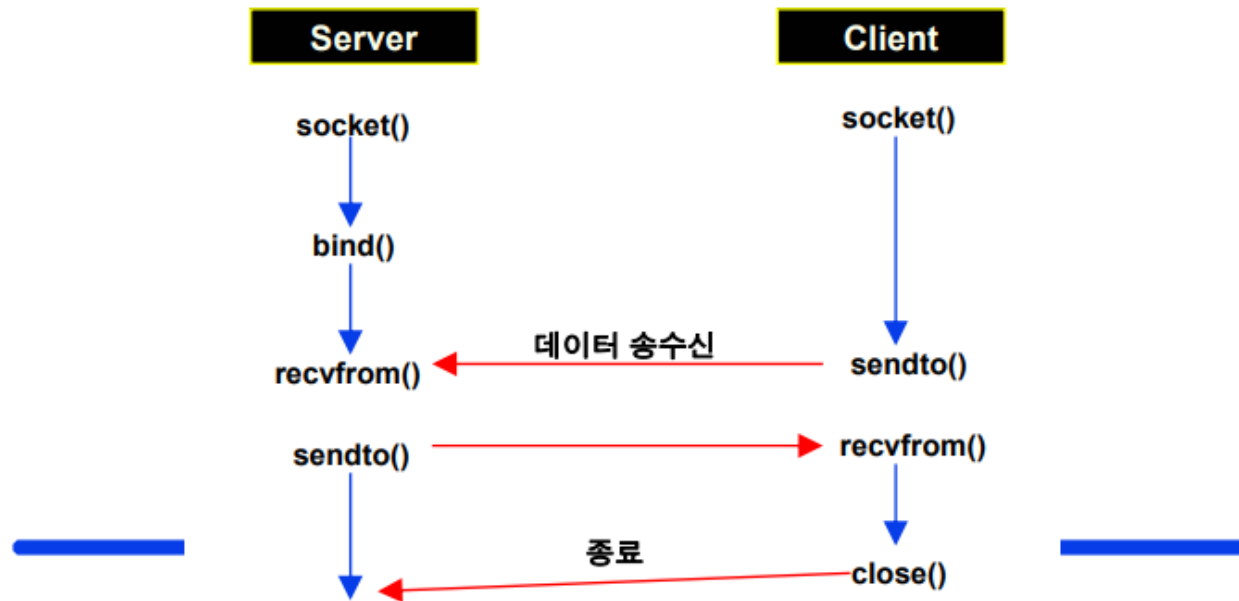 Server
Client
socket()
socket()
bind()
데이터 송수신
recvfrom()
sendto()
sendto()
recvfrom()
종료
close()